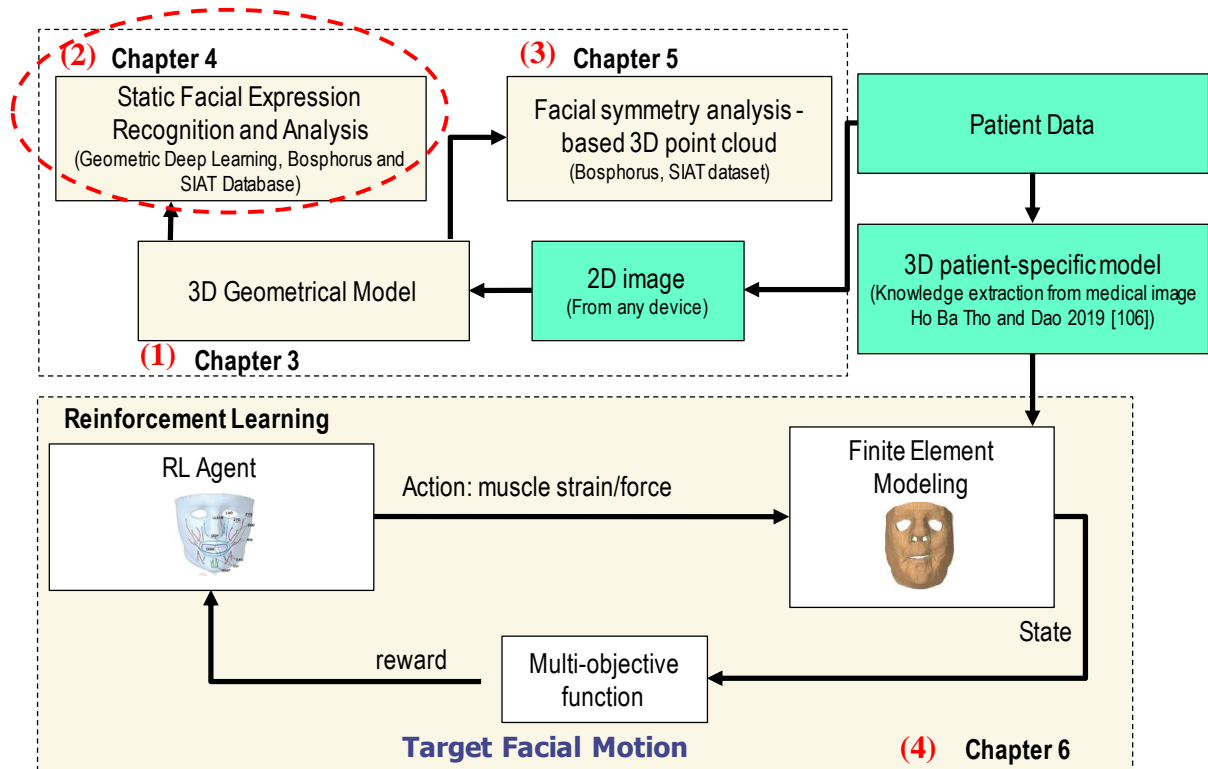 (2) Chapter 4
Static Facial Expression
Recognition and Analysis
(Geometric Deep Learning, Bosphorus and
SIAT Database)
(3) Chapter 5
Facial symmetry analysis -
based 3D point cloud
(Bosphorus, SIAT dataset)
Patient Data
3D Geometrical Model
(1) Chapter 3
2D image
(From any device)
3D patient-specific model
(Knowledge extraction from medical image
Ho Ba Tho and Dao 2019 [106])
Reinforcement Learning
RL Agent
Action: muscle strain/force
Finite Element
Modeling
State
reward
Multi-objective
function
Target Facial Motion
(4) Chapter 6